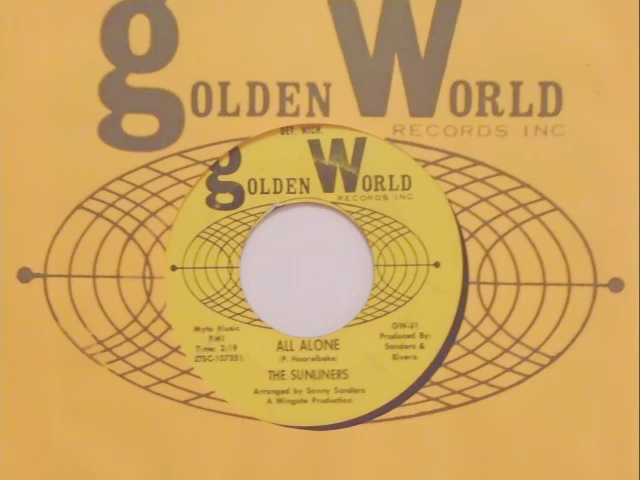 GOLDEN WORLD
RECORDS INC
DET. MICH.
GOLDEN WORLD
RECORDS INC
Myto Music
BMI
Time: 2:19
ZTSC-107351
GW-31
Produced By:
Sanders &
Rivera
ALL ALONE
(P. Hoorelbeke)
THE SUNLINERS
Arranged by Sonny Sanders
A Wingate Production